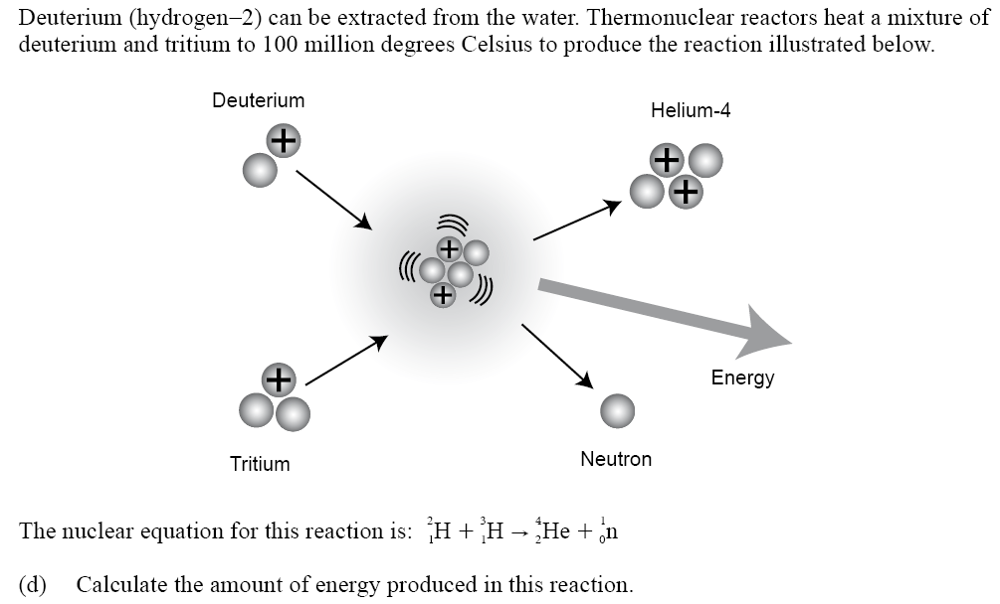 Deuterium (hydrogen–2) can be extracted from the water. Thermonuclear reactors heat a mixture of
deuterium and tritium to 100 million degrees Celsius to produce the reaction illustrated below.
Deuterium
Helium-4
+
+
+
+
+
+
Energy
Tritium
Neutron
The nuclear equation for this reaction is: ²₁H + ³₁H → ⁴₂He + ¹₀n
(d) Calculate the amount of energy produced in this reaction.